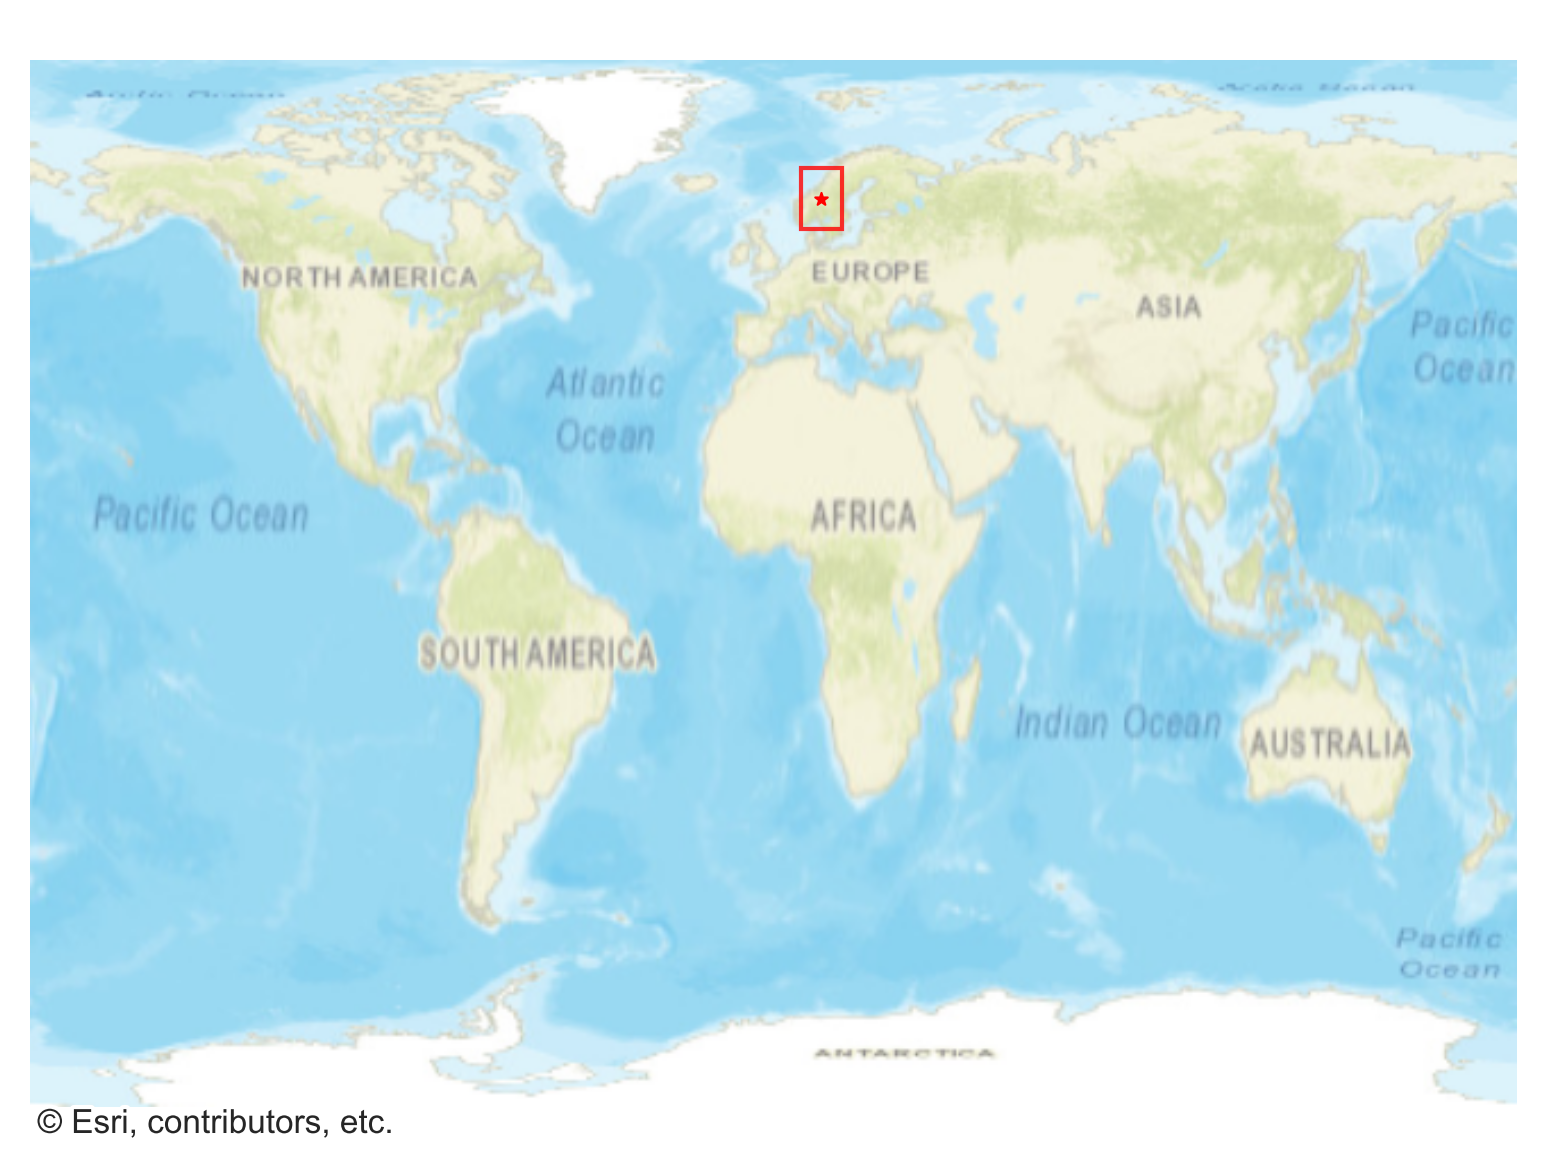 Arctic Ocean
Arctic Ocean
NORTH AMERICA
EUROPE
ASIA
Pacific
Ocean
Atlantic
Ocean
Pacific Ocean
AFRICA
SOUTH AMERICA
Indian Ocean
AUSTRALIA
Pacific
Ocean
ANTARCTICA
© Esri, contributors, etc.